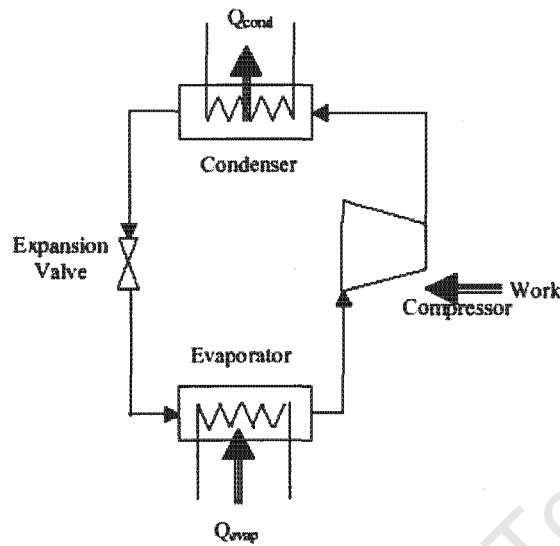 Qcond
Condenser
Expansion
Valve
Work
Compressor
Evaporator
Qevap